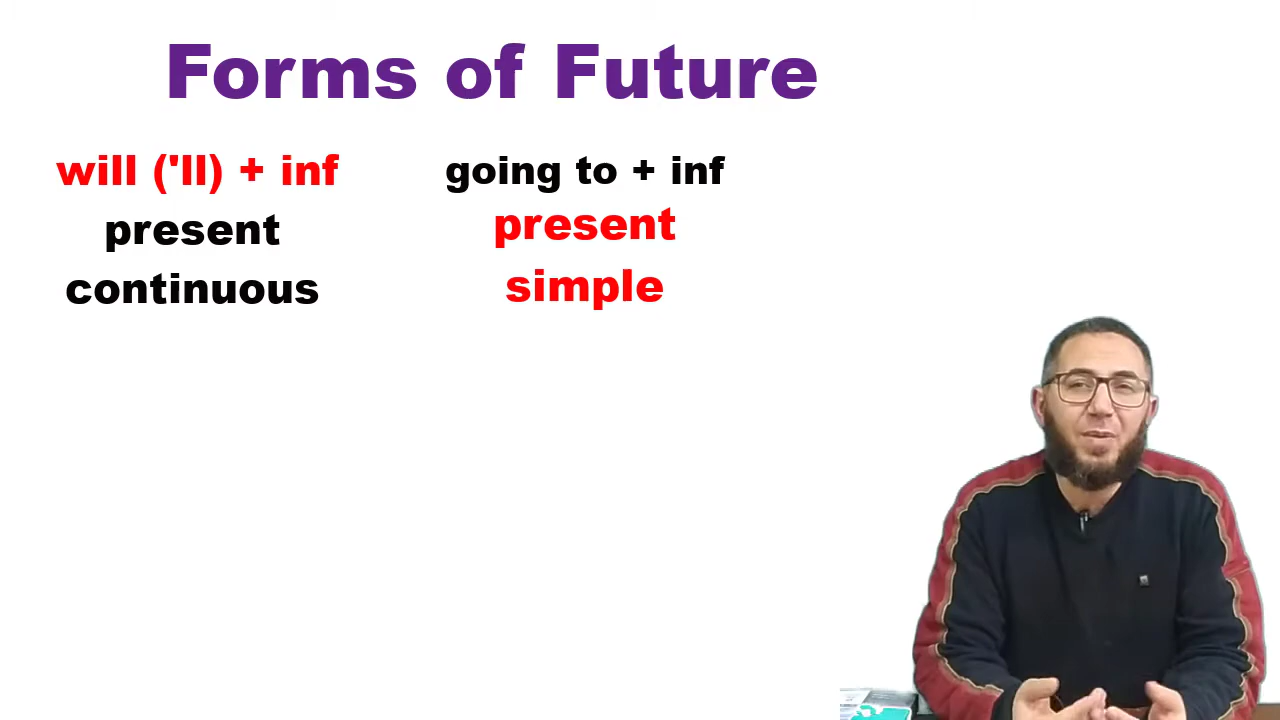 Forms of Future
will ('ll) + inf
going to + inf
present
continuous
present
simple